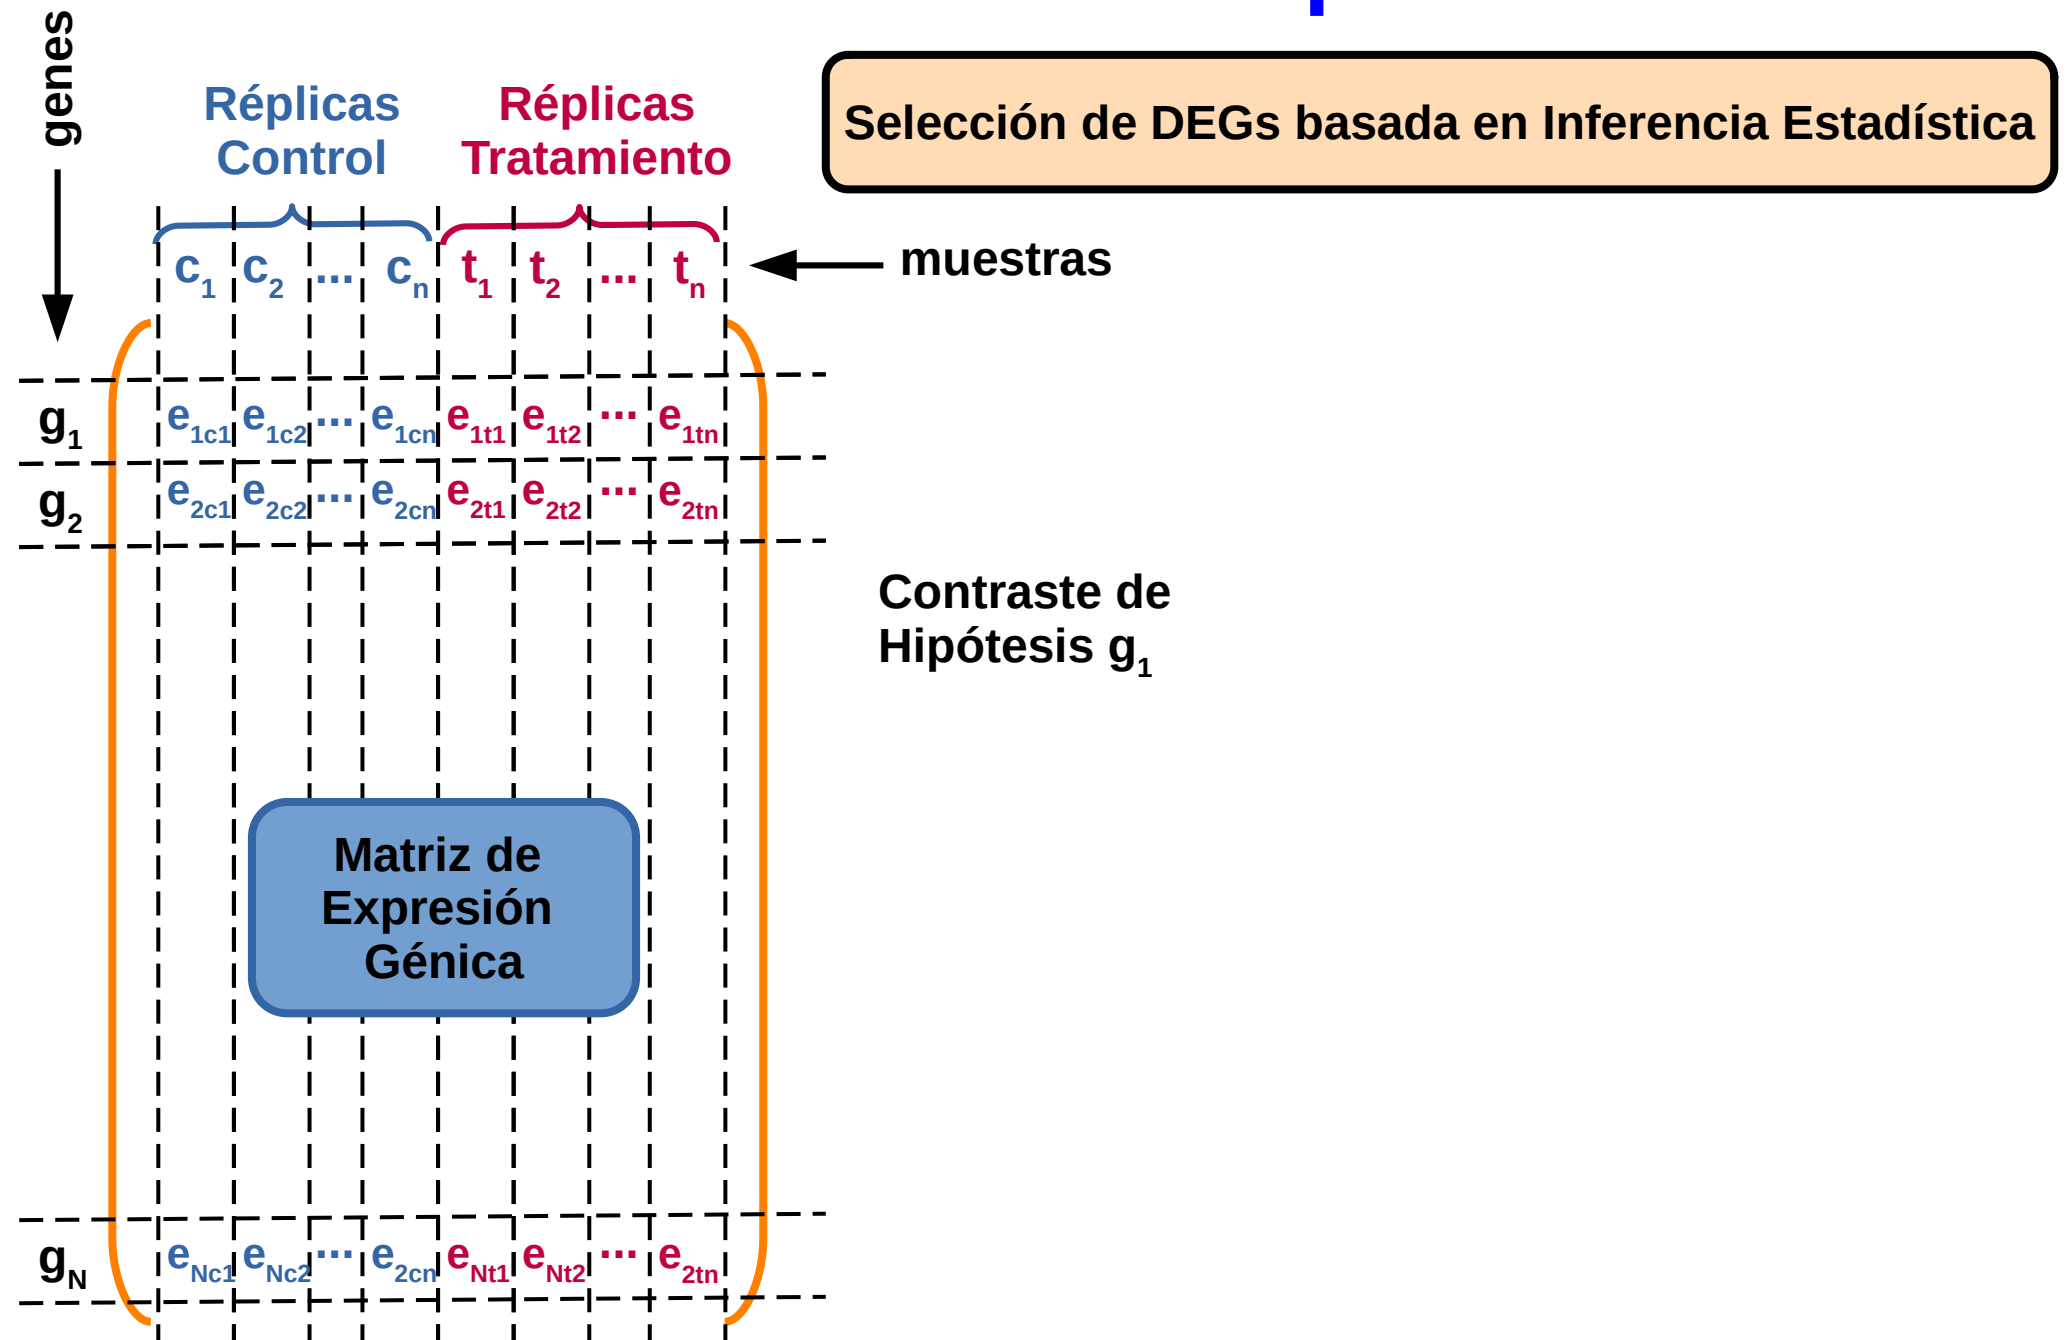 genes
Réplicas
Control
Réplicas
Tratamiento
Selección de DEGs basada en Inferencia Estadística
c1 c2 ... cn t1 t2 ... tn
muestras
g1 e1c1 e1c2 ... e1cn e1t1 e1t2 ... e1tn
g2 e2c1 e2c2 ... e2cn e2t1 e2t2 ... e2tn
Contraste de
Hipótesis g1
Matriz de
Expresión
Génica
gN eNc1 eNc2 ... e2cn eNt1 eNt2 ... e2tn